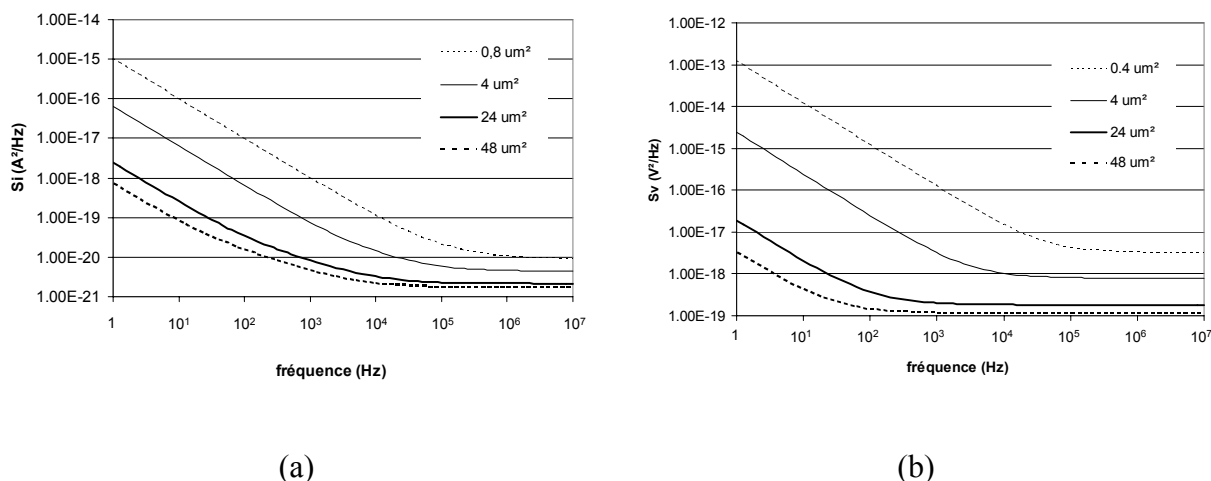 Si (A²/Hz)
1.00E-14
1.00E-15
1.00E-16
1.00E-17
1.00E-18
1.00E-19
1.00E-20
1.00E-21
0,8 um²
4 um²
24 um²
48 um²
1 10¹ 10² 10³ 10⁴ 10⁵ 10⁶ 10⁷
fréquence (Hz)
(a)
Sv (V²/Hz)
1.00E-12
1.00E-13
1.00E-14
1.00E-15
1.00E-16
1.00E-17
1.00E-18
1.00E-19
0.4 um²
4 um²
24 um²
48 um²
1 10¹ 10² 10³ 10⁴ 10⁵ 10⁶ 10⁷
fréquence (Hz)
(b)